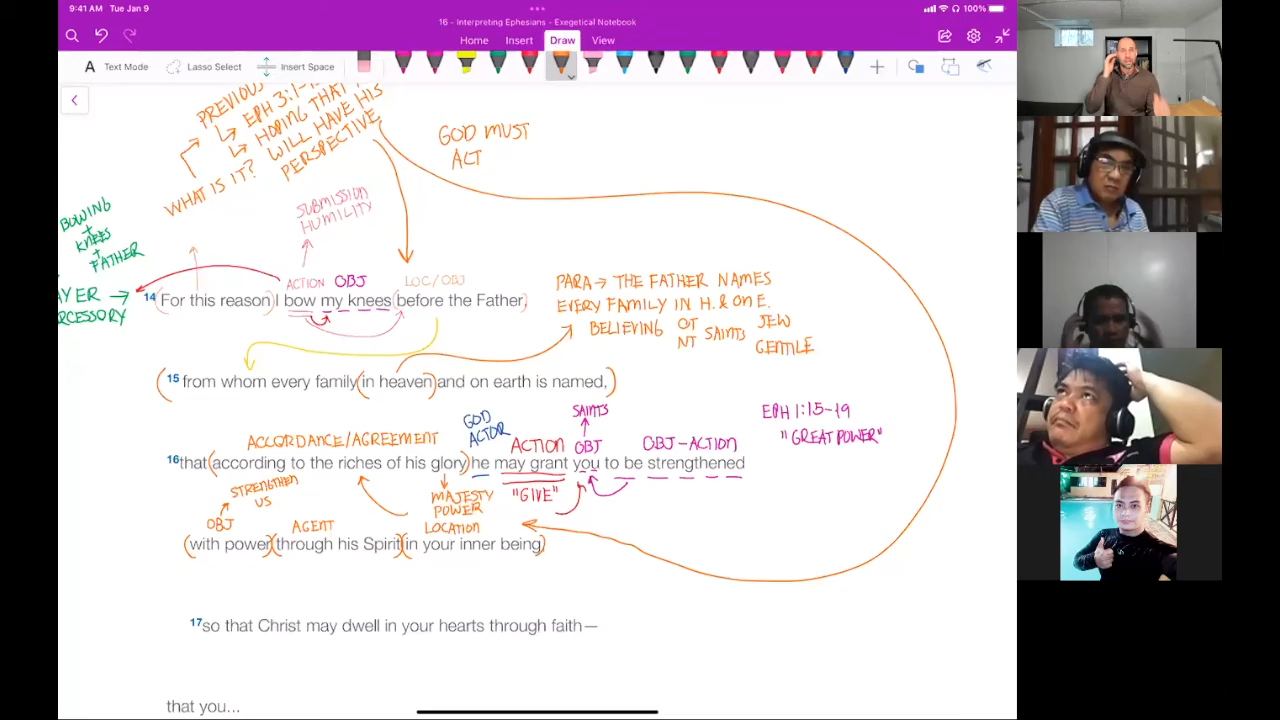 9:41 AM Tue Jan 9
100%
16 - Interpreting Ephesians - Exegetical Notebook
Home Insert Draw View
A Text Mode Lasso Select Insert Space
PREVIOUS
EPH 3:1-
HOPING THAT
WILL HAVE HIS
PERSPECTIVE
WHAT IS IT?
GOD MUST
ACT
SUBMISSION
HUMILITY
BOWING
+
KNEES
+
FATHER
AYER →
ERCESSORY
ACTION OBJ LOC/OBJ
14 (For this reason) I bow my knees (before the Father,)
PARA → THE FATHER NAMES
EVERY FAMILY IN H. & ON E.
BELIEVING OT SAINTS JEW
NT GENTILE
(15 from whom every family (in heaven) and on earth is named,)
SAINTS
EPH 1:15-19
"GREAT POWER"
GOD
ACTOR
ACCORDANCE/AGREEMENT ACTION OBJ OBJ-ACTION
16 that (according to the riches of his glory) he may grant you to be strengthened
STRENGTHEN
US
MAJESTY
POWER
"GIVE"
OBJ AGENT LOCATION
(with power) (through his Spirit) (in your inner being)
17 so that Christ may dwell in your hearts through faith—
that you...